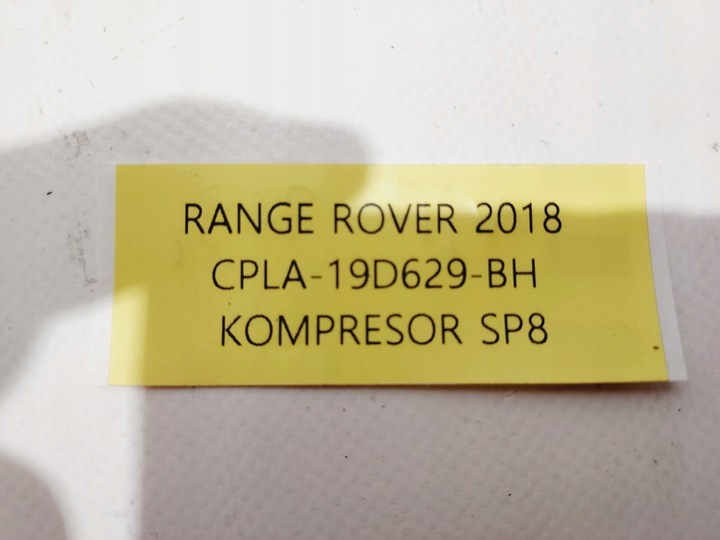 RANGE ROVER 2018
CPLA-19D629-BH
KOMPRESOR SP8